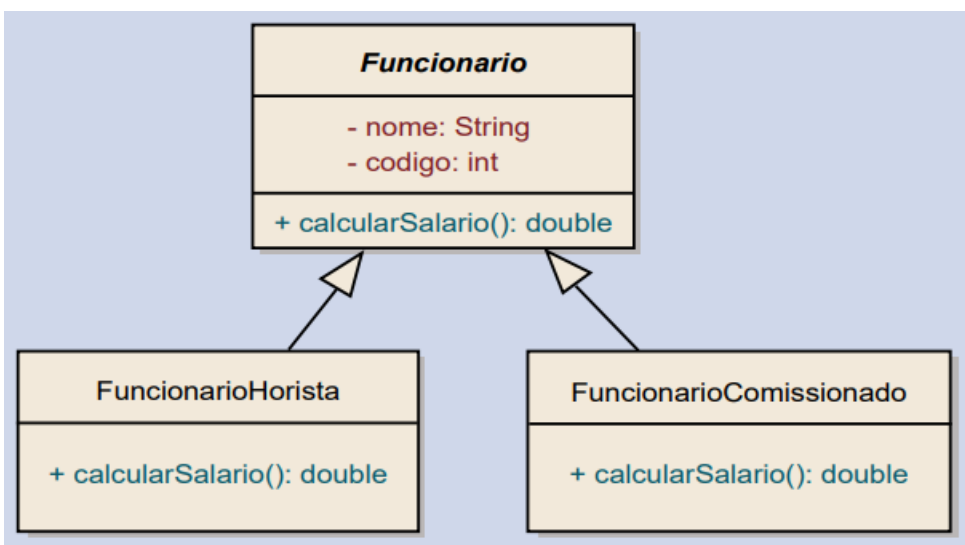 Funcionario
- nome: String
- codigo: int
+ calcularSalario(): double
FuncionarioHorista
+ calcularSalario(): double
FuncionarioComissionado
+ calcularSalario(): double